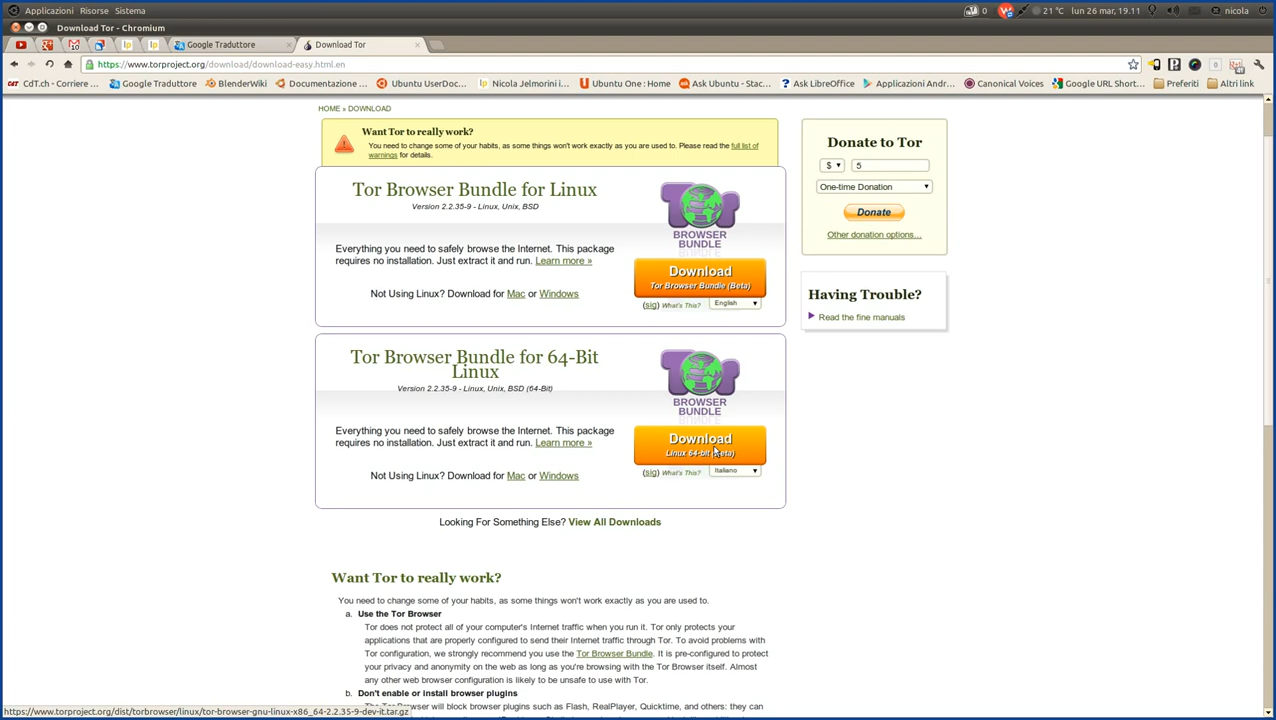 Applicazioni Risorse Sistema
0 21 °C lun 26 mar, 19.11 nicola
Download Tor - Chromium
Google Traduttore
Download Tor
https://www.torproject.org/download/download-easy.html.en
CdT.ch - Corriere ...
Google Traduttore
BlenderWiki
Documentazione ...
Ubuntu UserDoc...
Nicola Jelmorini i...
Ubuntu One : Home
Ask Ubuntu - Stac...
Ask LibreOffice
Applicazioni Andr...
Canonical Voices
Google URL Short...
Preferiti
Altri link
HOME » DOWNLOAD
Want Tor to really work?
You need to change some of your habits, as some things won't work exactly as you are used to. Please read the full list of
warnings for details.
Tor Browser Bundle for Linux
Version 2.2.35-9 - Linux, Unix, BSD
Everything you need to safely browse the Internet. This package
requires no installation. Just extract it and run. Learn more »
Not Using Linux? Download for Mac or Windows
Tor
BROWSER
BUNDLE
Download
Tor Browser Bundle (Beta)
(sig) What's This? English
Tor Browser Bundle for 64-Bit
Linux
Version 2.2.35-9 - Linux, Unix, BSD (64-Bit)
Everything you need to safely browse the Internet. This package
requires no installation. Just extract it and run. Learn more »
Not Using Linux? Download for Mac or Windows
Tor
BROWSER
BUNDLE
Download
Linux 64-bit (Beta)
(sig) What's This? Italiano
Looking For Something Else? View All Downloads
Donate to Tor
$ 5
One-time Donation
Donate
Other donation options...
Having Trouble?
Read the fine manuals
Want Tor to really work?
You need to change some of your habits, as some things won't work exactly as you are used to.
a. Use the Tor Browser
Tor does not protect all of your computer's Internet traffic when you run it. Tor only protects your
applications that are properly configured to send their Internet traffic through Tor. To avoid problems with
Tor configuration, we strongly recommend you use the Tor Browser Bundle. It is pre-configured to protect
your privacy and anonymity on the web as long as you're browsing with the Tor Browser itself. Almost
any other web browser configuration is likely to be unsafe to use with Tor.
b. Don't enable or install browser plugins
The Tor Browser will block browser plugins such as Flash, RealPlayer, Quicktime, and others: they can
https://www.torproject.org/dist/torbrowser/linux/tor-browser-gnu-linux-x86_64-2.2.35-9-dev-it.tar.gz